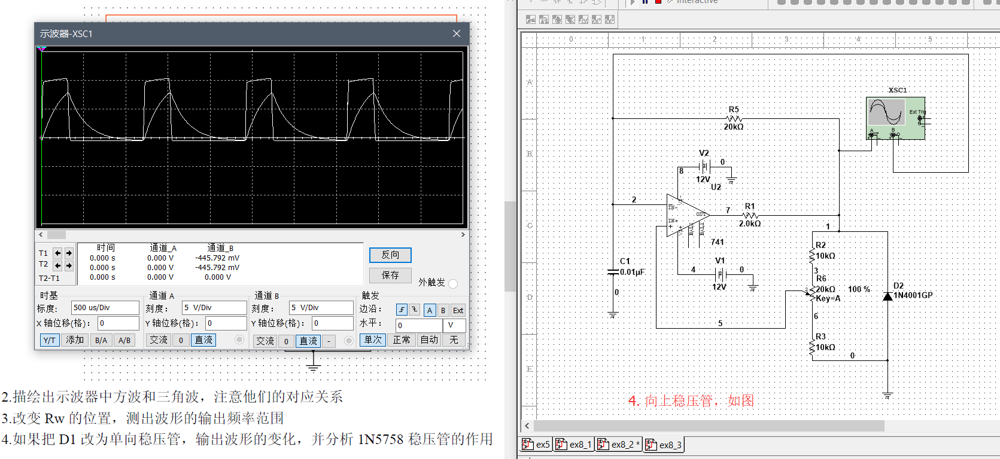 示波器-XSC1
时间 通道_A 通道_B
T1 0.000 s 0.000 V -445.792 mV
T2 0.000 s 0.000 V -445.792 mV
T2-T1 0.000 s 0.000 V 0.000 V
反向
保存
外触发
时基
标度: 500 us/Div
X 轴位移(格): 0
Y/T 添加 B/A A/B
通道 A
刻度: 5 V/Div
Y 轴位移(格): 0
交流 0 直流
通道 B
刻度: 5 V/Div
Y 轴位移(格): 0
交流 0 直流 -
触发
边沿: A B Ext
水平: 0 V
单次 正常 自动 无
2.描绘出示波器中方波和三角波，注意他们的对应关系
3.改变 Rw 的位置，测出波形的输出频率范围
4.如果把 D1 改为单向稳压管，输出波形的变化，并分析 1N5758 稳压管的作用
Interactive
0 1 2 3 4 5
A
B
C
D
E
XSC1
Ext Trig
A B
R5
20kΩ
V2
8 0
12V
U2
2
IN-
IN+
OUT
VS-
VS+
BAL2
BAL1
7
R1
2.0kΩ
741
1
R2
10kΩ
3
R6
20kΩ 100 %
Key=A
6
R3
10kΩ
0
C1
0.01µF
0
V1
4 0
12V
5
D2
1N4001GP
4. 向上稳压管，如图
ex5 ex8_1 ex8_2 * ex8_3